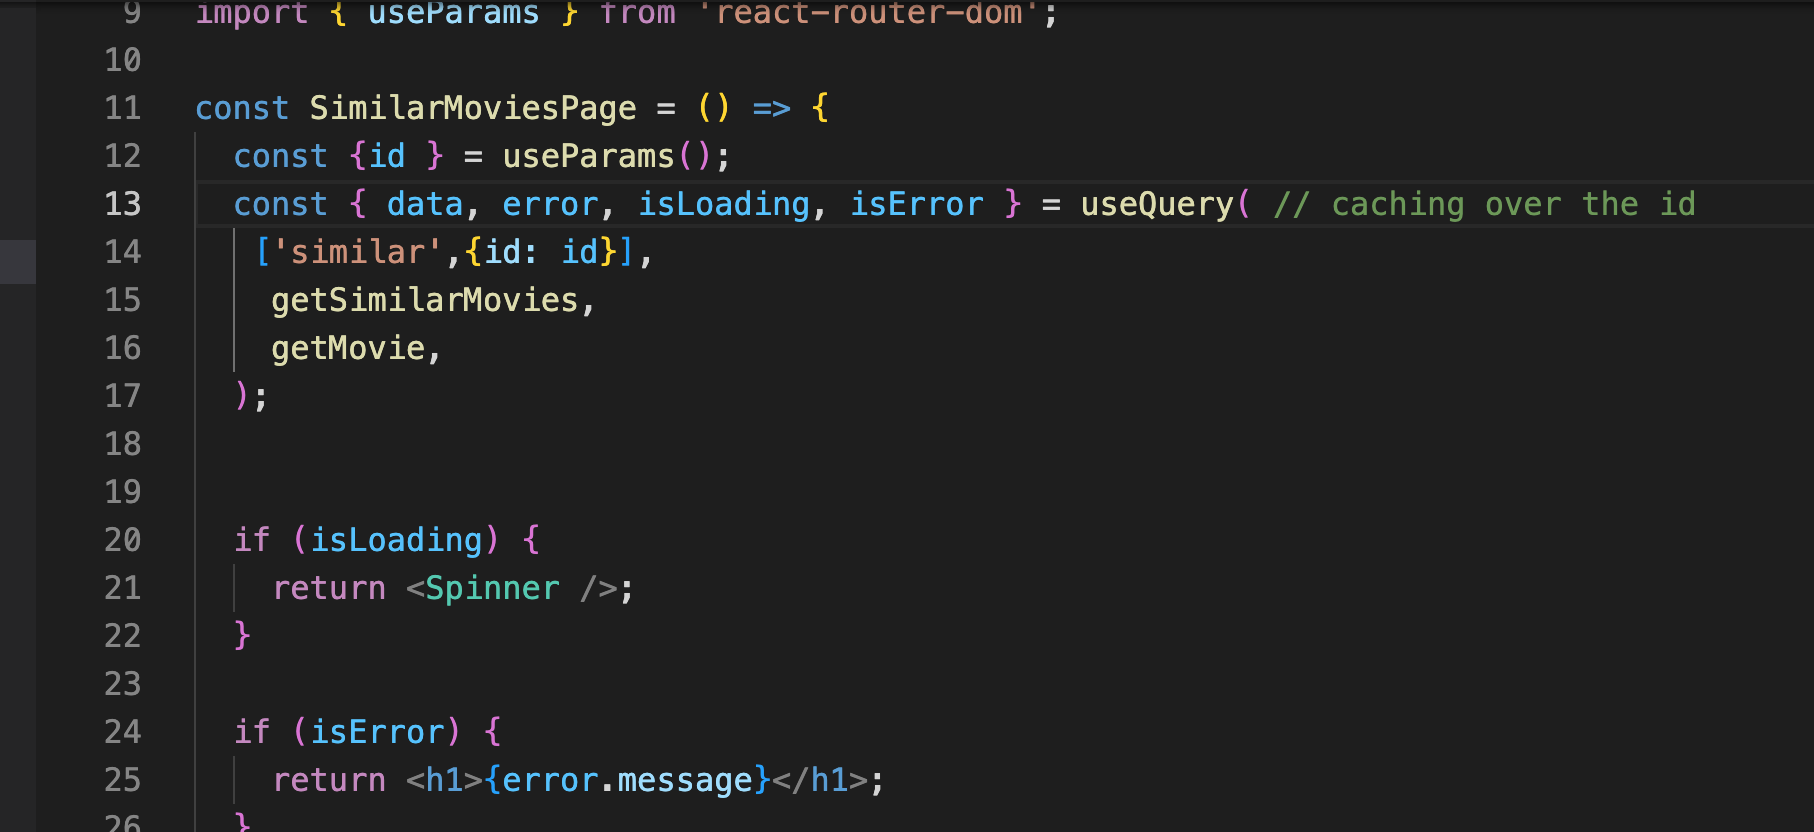 9 import { useParams } from 'react-router-dom';
10
11 const SimilarMoviesPage = () => {
12 const {id } = useParams();
13 const { data, error, isLoading, isError } = useQuery( // caching over the id
14 ['similar',{id: id}],
15 getSimilarMovies,
16 getMovie,
17 );
18
19
20 if (isLoading) {
21 return <Spinner />;
22 }
23
24 if (isError) {
25 return <h1>{error.message}</h1>;
26 }